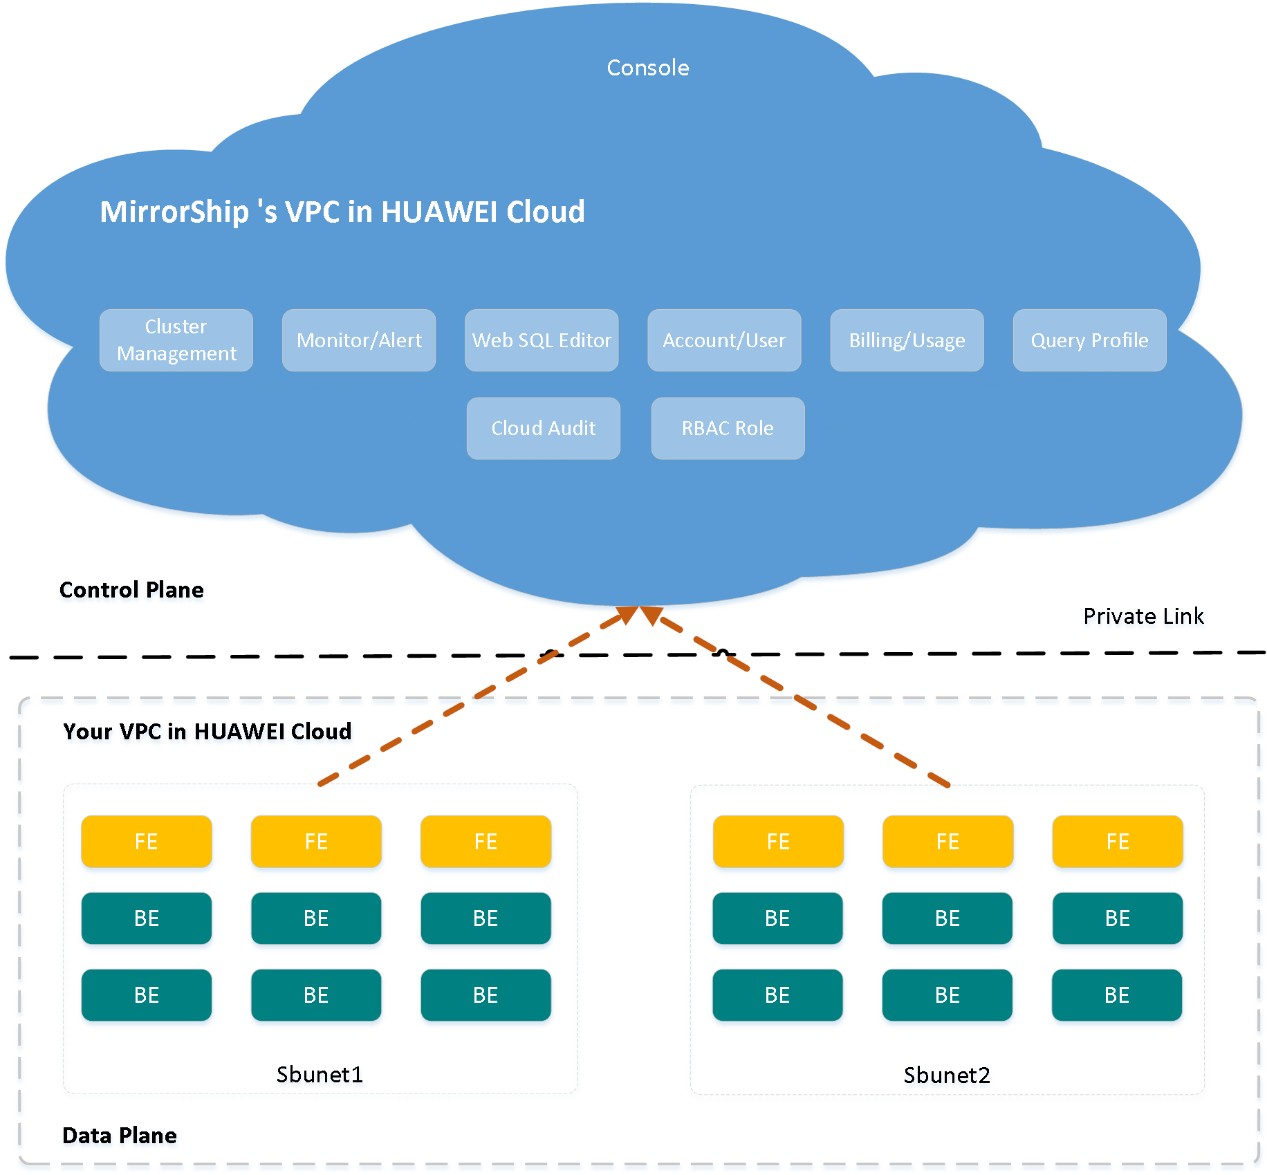 Console
MirrorShip 's VPC in HUAWEI Cloud
Cluster
Management
Monitor/Alert
Web SQL Editor
Account/User
Billing/Usage
Query Profile
Cloud Audit
RBAC Role
Control Plane
Private Link
Your VPC in HUAWEI Cloud
FE
FE
FE
FE
FE
FE
BE
BE
BE
BE
BE
BE
BE
BE
BE
BE
BE
BE
Sbunet1
Sbunet2
Data Plane